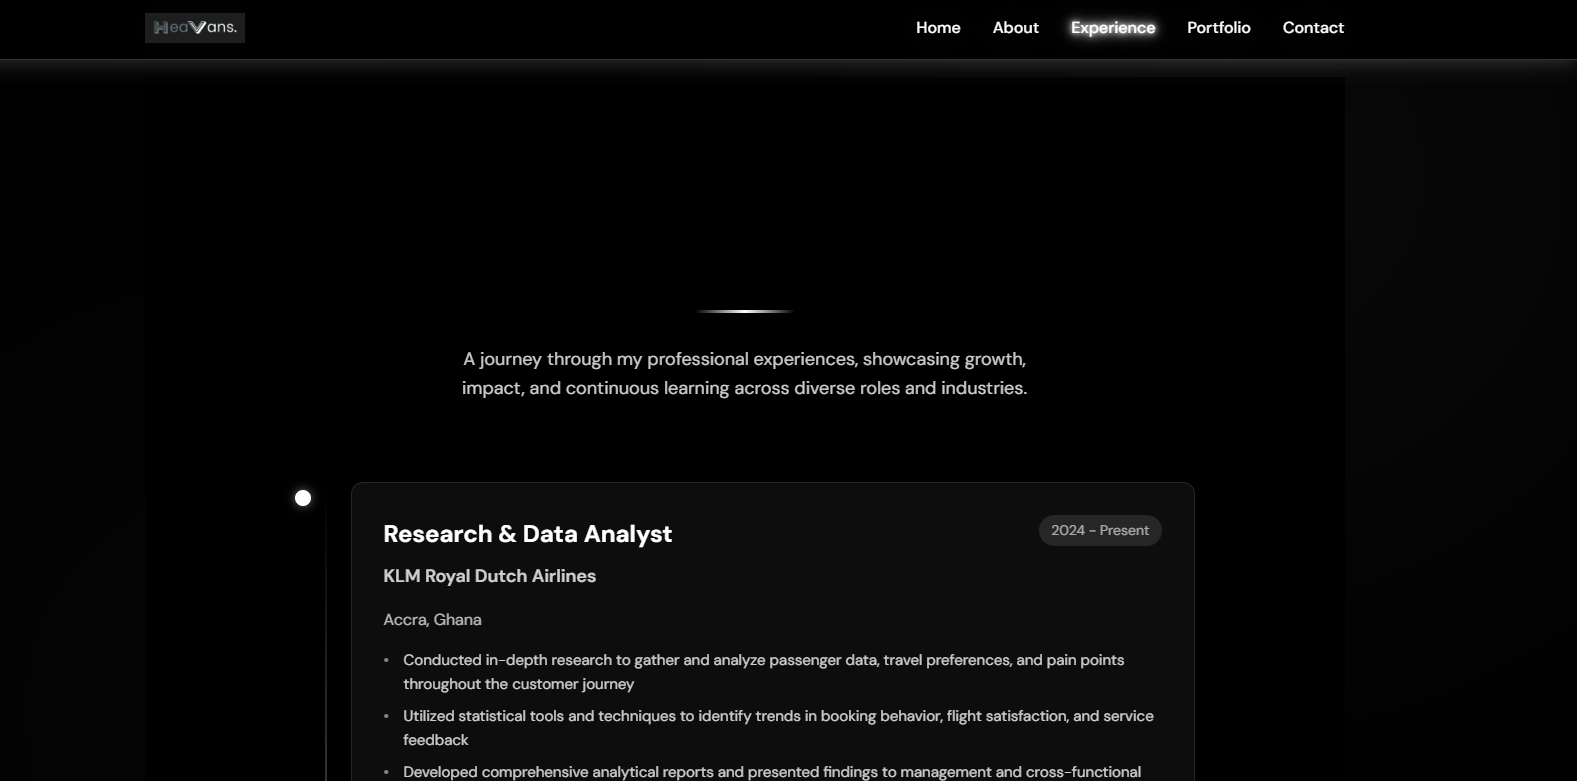 HeaVans.
Home About Experience Portfolio Contact
A journey through my professional experiences, showcasing growth,
impact, and continuous learning across diverse roles and industries.
Research & Data Analyst
2024 - Present
KLM Royal Dutch Airlines
Accra, Ghana
• Conducted in-depth research to gather and analyze passenger data, travel preferences, and pain points
throughout the customer journey
• Utilized statistical tools and techniques to identify trends in booking behavior, flight satisfaction, and service
feedback
• Developed comprehensive analytical reports and presented findings to management and cross-functional